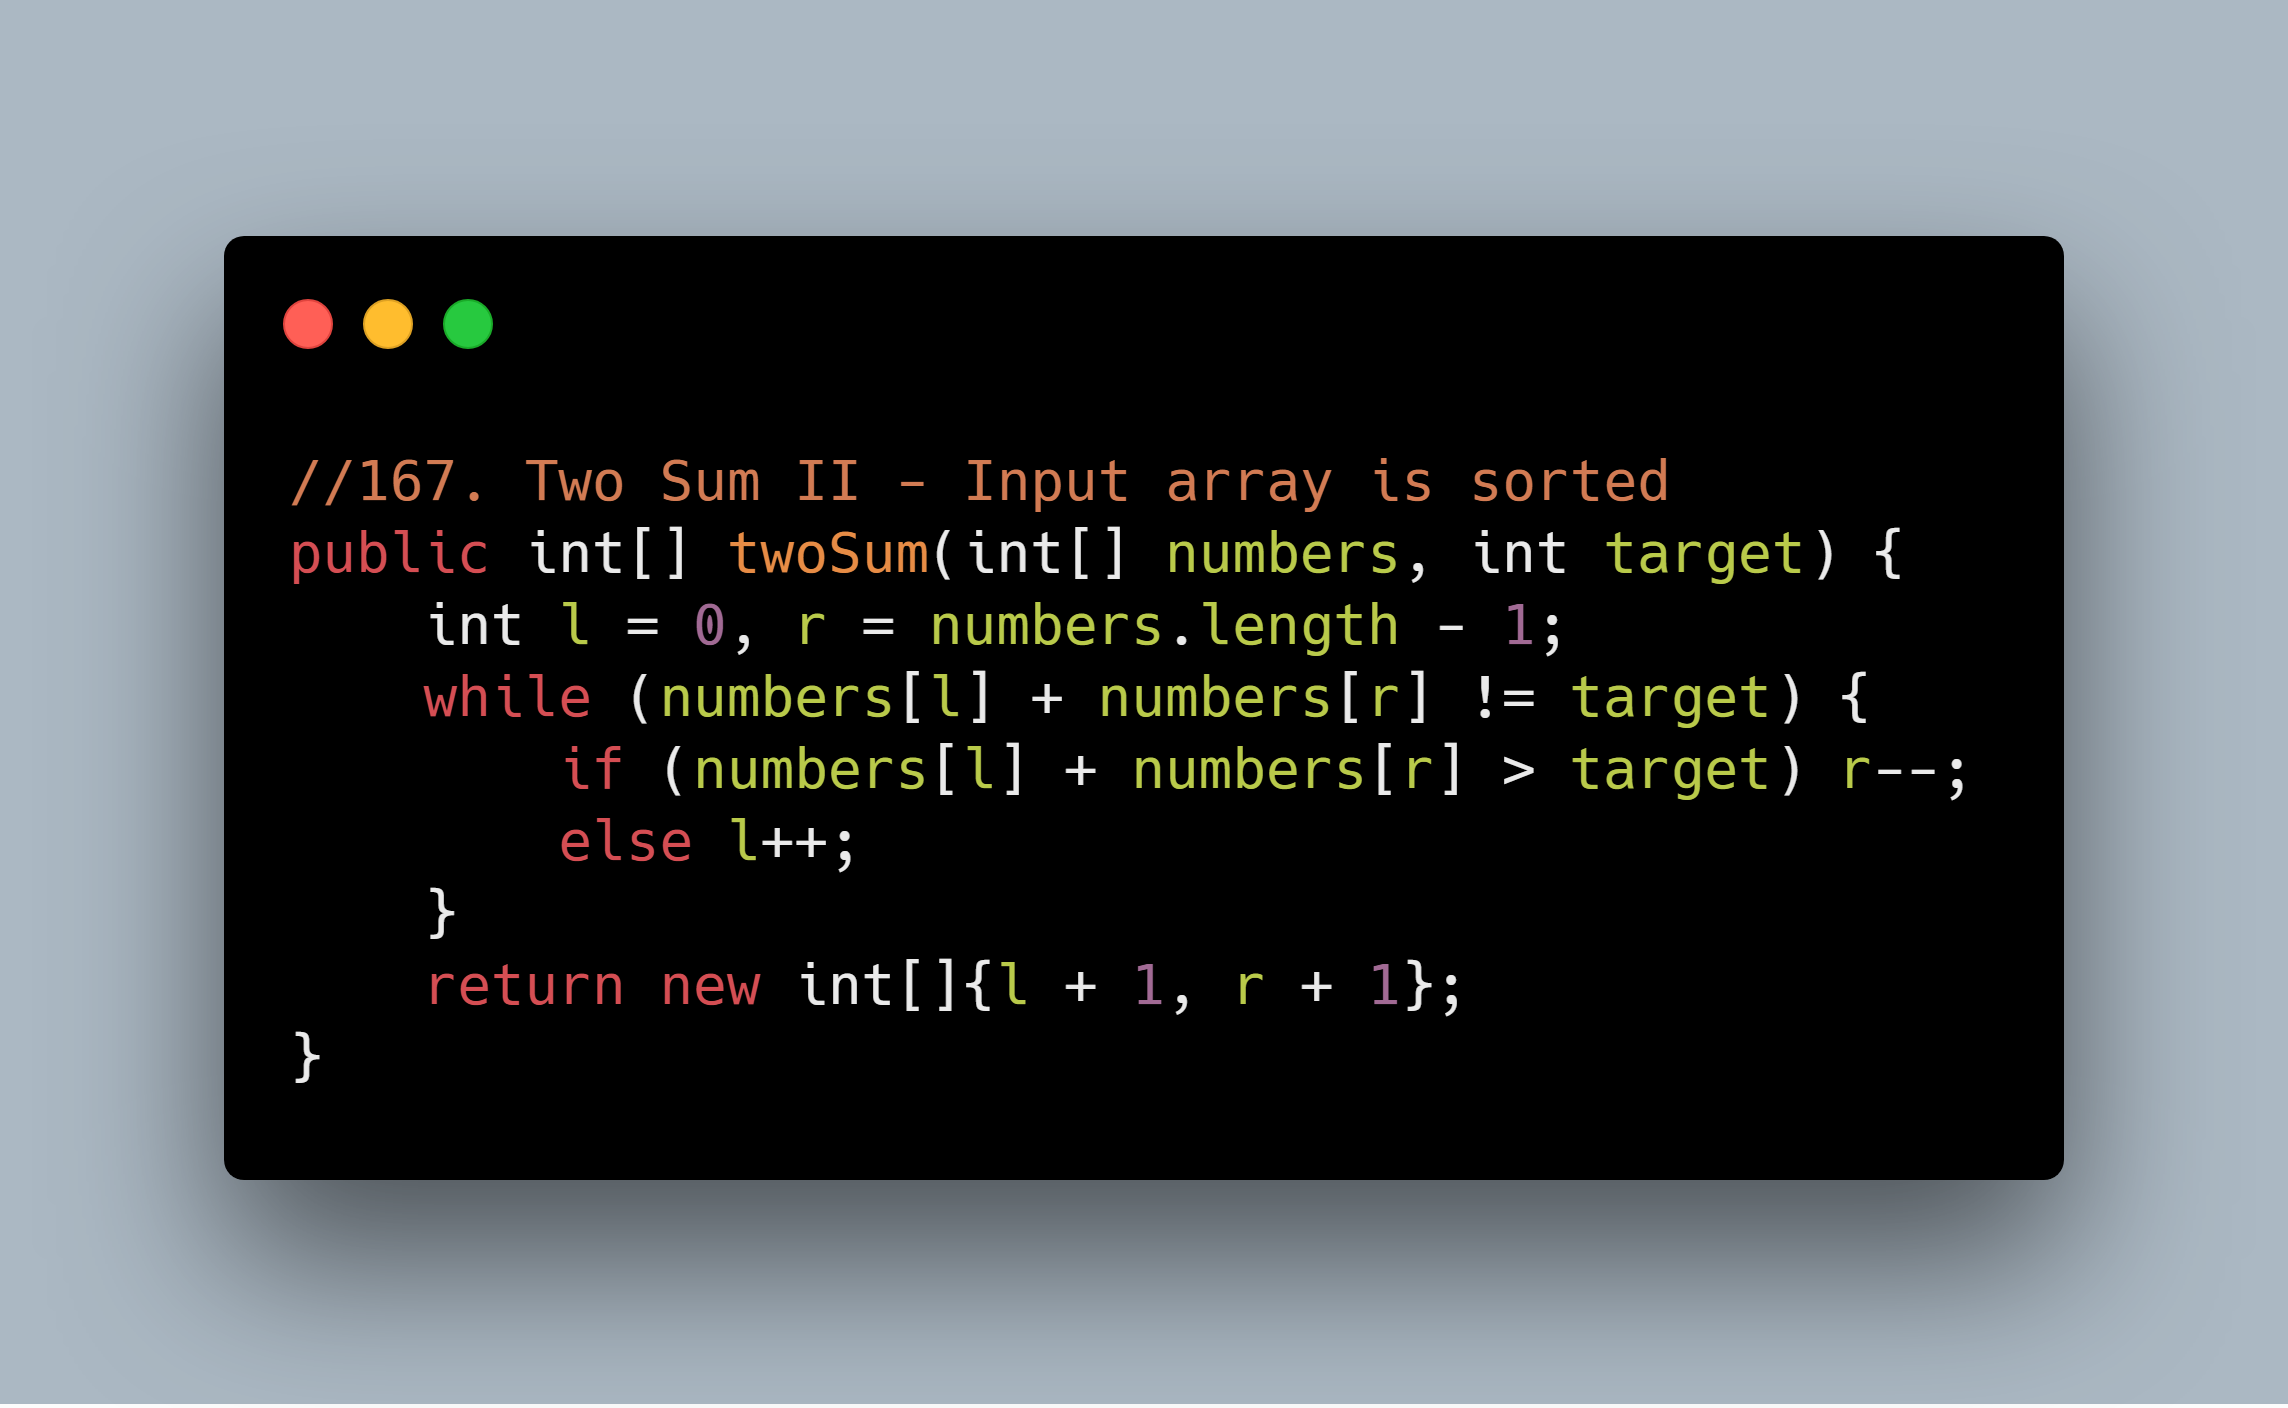 //167. Two Sum II - Input array is sorted
public int[] twoSum(int[] numbers, int target) {
    int l = 0, r = numbers.length - 1;
    while (numbers[l] + numbers[r] != target) {
        if (numbers[l] + numbers[r] > target) r--;
        else l++;
    }
    return new int[]{l + 1, r + 1};
}